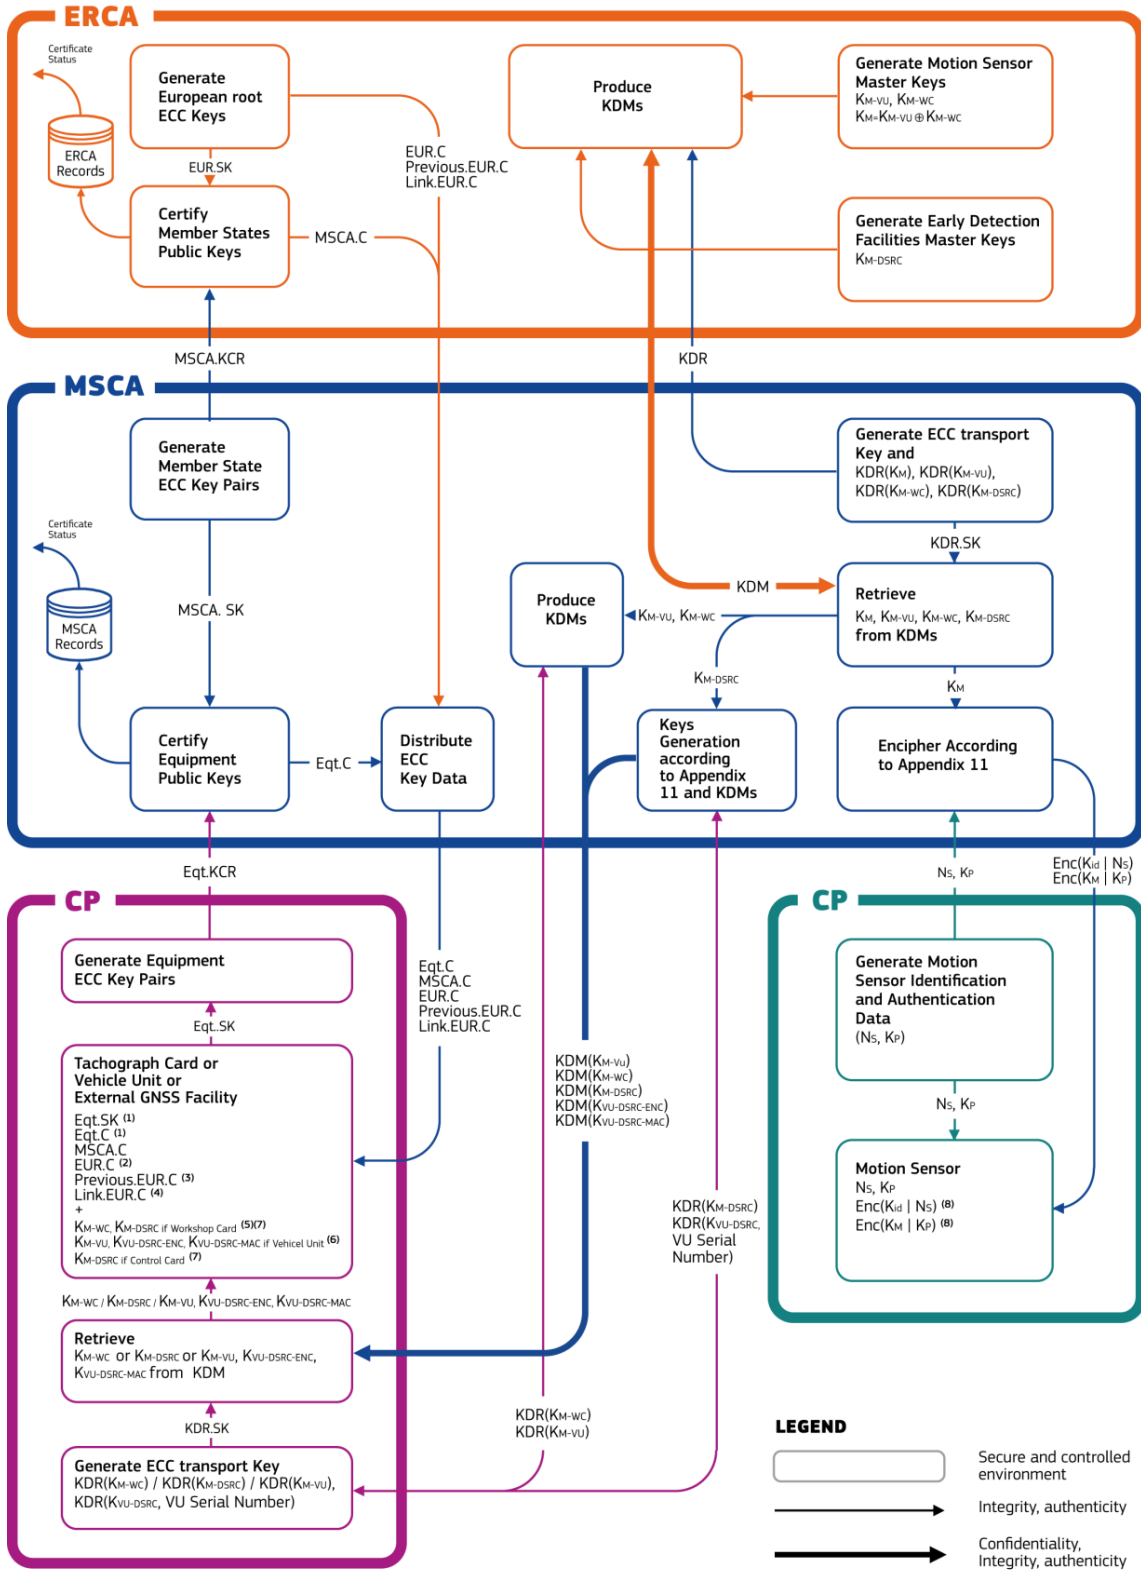 ERCA
Certificate
Status
Generate
European root
ECC Keys
Produce
KDMs
Generate Motion Sensor
Master Keys
KM-VU, KM-WC
KM=KM-VU ⊕ KM-WC
ERCA
Records
EUR.SK
EUR.C
Previous.EUR.C
Link.EUR.C
Certify
Member States
Public Keys
MSCA.C
Generate Early Detection
Facilities Master Keys
KM-DSRC
MSCA.KCR
KDR
MSCA
Generate
Member State
ECC Key Pairs
Generate ECC transport
Key and
KDR(KM), KDR(KM-VU),
KDR(KM-WC), KDR(KM-DSRC)
Certificate
Status
KDR.SK
MSCA
Records
MSCA. SK
Produce
KDMs
KDM
Retrieve
KM, KM-VU, KM-WC, KM-DSRC
from KDMs
KM-VU, KM-WC
KM-DSRC
KM
Certify
Equipment
Public Keys
Eqt.C
Distribute
ECC
Key Data
Keys
Generation
according
to Appendix
11 and KDMs
Encipher According
to Appendix 11
Eqt.KCR
NS, KP
Enc(Kid | NS)
Enc(KM | KP)
CP
Generate Equipment
ECC Key Pairs
Eqt.SK
Eqt.C
MSCA.C
EUR.C
Previous.EUR.C
Link.EUR.C
CP
Generate Motion
Sensor Identification
and Authentication
Data
(NS, KP)
Tachograph Card or
Vehicle Unit or
External GNSS Facility
Eqt.SK (1)
Eqt.C (1)
MSCA.C
EUR.C (2)
Previous.EUR.C (3)
Link.EUR.C (4)
+
KM-WC, KM-DSRC if Workshop Card (5)(7)
KM-VU, KVU-DSRC-ENC, KVU-DSRC-MAC if Vehicel Unit (6)
KM-DSRC if Control Card (7)
KDM(KM-Vu)
KDM(KM-WC)
KDM(KM-DSRC)
KDM(KVU-DSRC-ENC)
KDM(KVU-DSRC-MAC)
NS, KP
Motion Sensor
NS, KP
Enc(Kid | NS) (8)
Enc(KM | KP) (8)
KDR(KM-DSRC)
KDR(KVU-DSRC,
VU Serial
Number)
KM-WC / KM-DSRC / KM-VU, KVU-DSRC-ENC, KVU-DSRC-MAC
Retrieve
KM-WC or KM-DSRC or KM-VU, KVU-DSRC-ENC,
KVU-DSRC-MAC from KDM
KDR.SK
KDR(KM-WC)
KDR(KM-VU)
Generate ECC transport Key
KDR(KM-WC) / KDR(KM-DSRC) / KDR(KM-VU),
KDR(KVU-DSRC, VU Serial Number)
LEGEND
Secure and controlled
environment
Integrity, authenticity
Confidentiality,
Integrity, authenticity